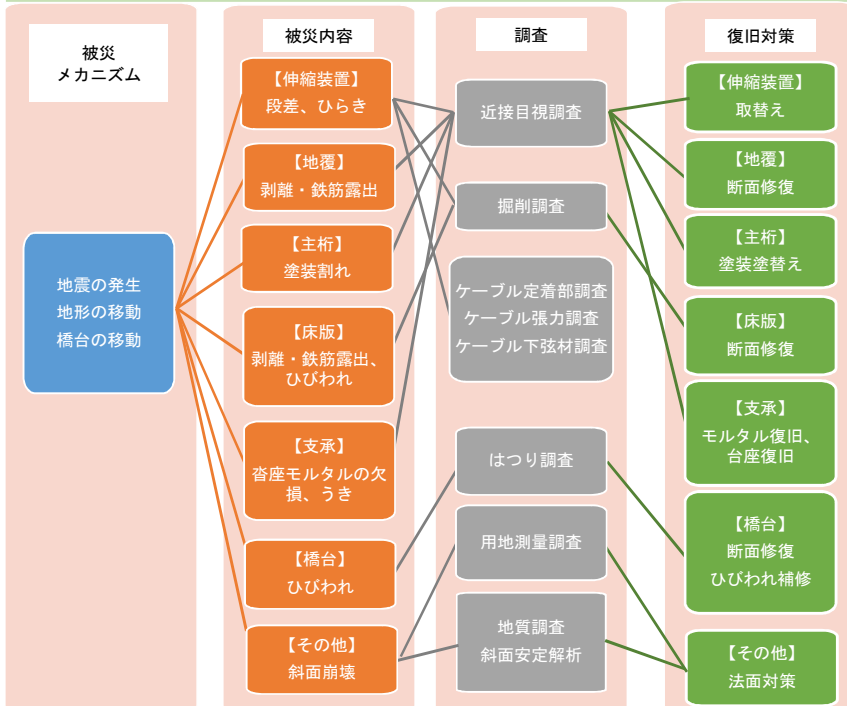 被災
メカニズム
地震の発生
地形の移動
橋台の移動
被災内容
【伸縮装置】
段差、ひらき
【地覆】
剥離・鉄筋露出
【主桁】
塗装割れ
【床版】
剥離・鉄筋露出、
ひびわれ
【支承】
沓座モルタルの欠
損、うき
【橋台】
ひびわれ
【その他】
斜面崩壊
調査
近接目視調査
掘削調査
ケーブル定着部調査
ケーブル張力調査
ケーブル下弦材調査
はつり調査
用地測量調査
地質調査
斜面安定解析
復旧対策
【伸縮装置】
取替え
【地覆】
断面修復
【主桁】
塗装塗替え
【床版】
断面修復
【支承】
モルタル復旧、
台座復旧
【橋台】
断面修復
ひびわれ補修
【その他】
法面対策